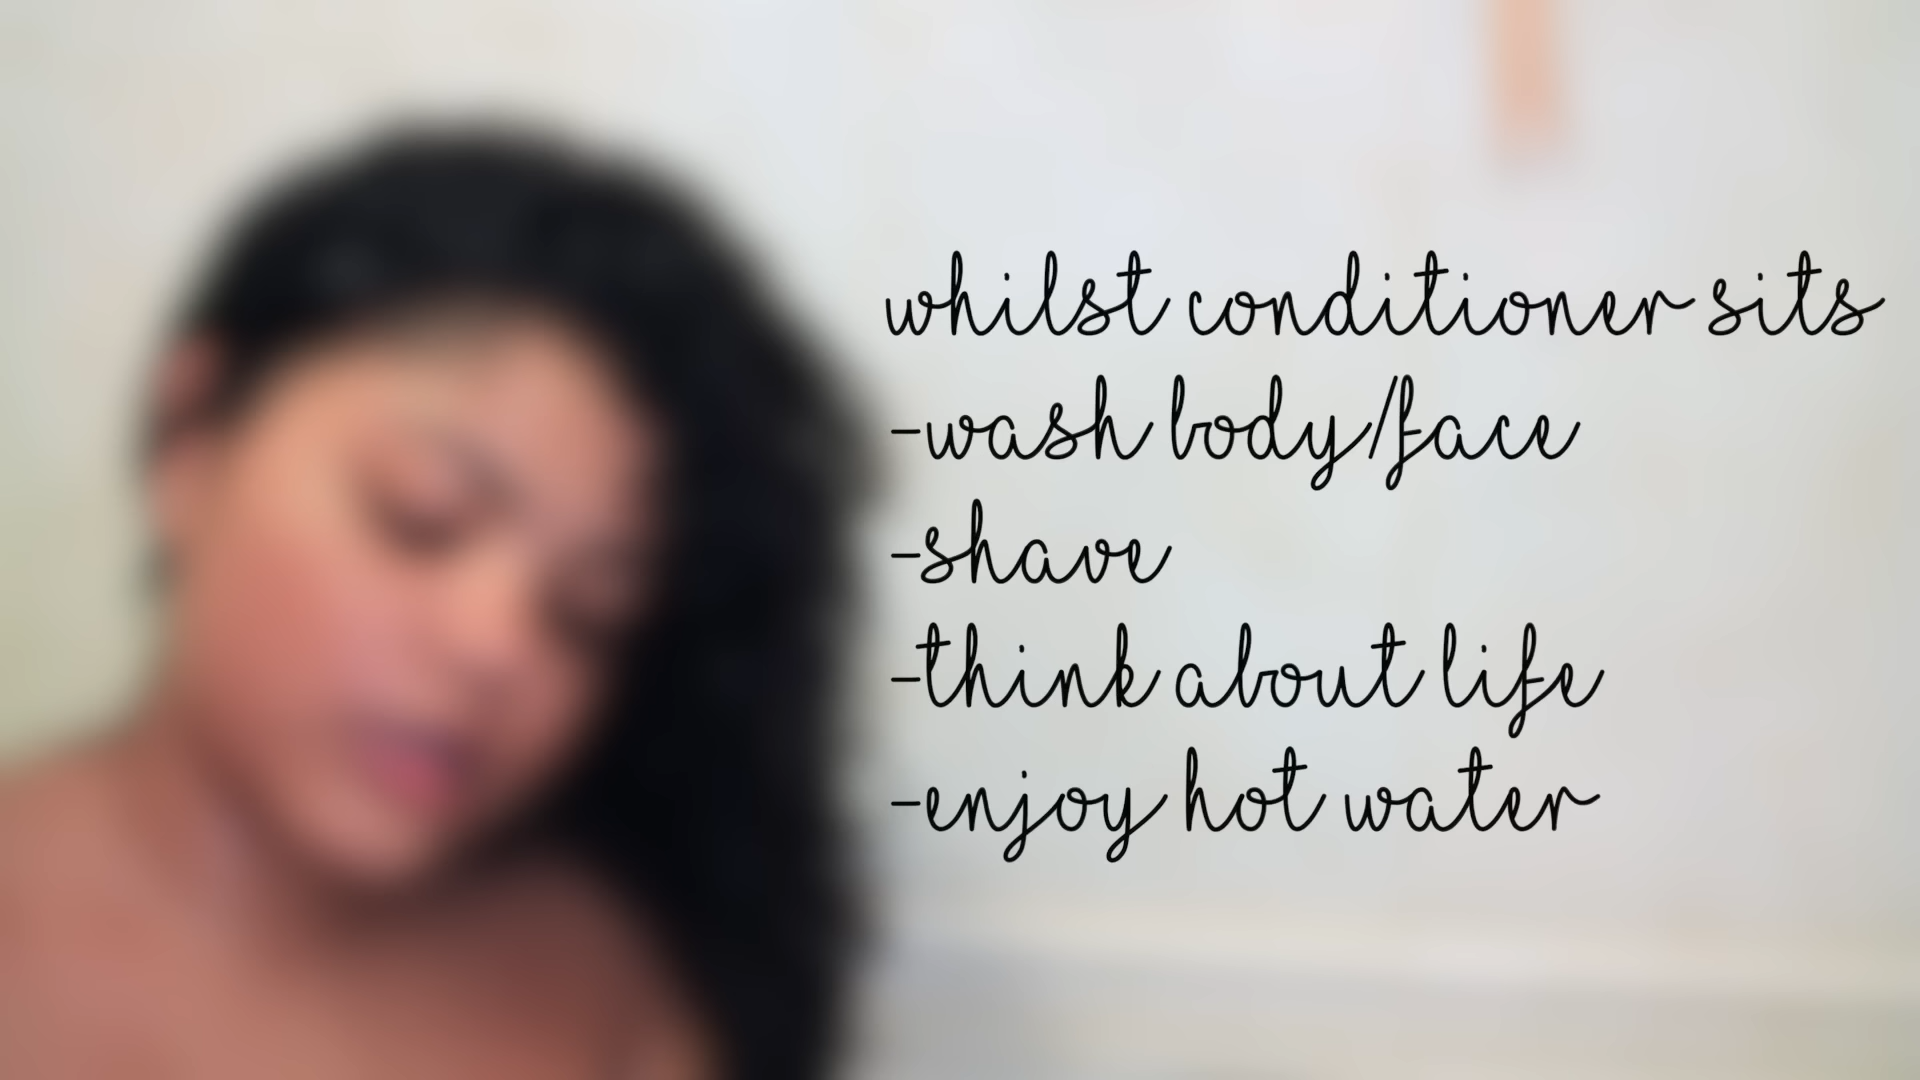 whilst conditioner sits
-wash body/face
-shave
-think about life
-enjoy hot water